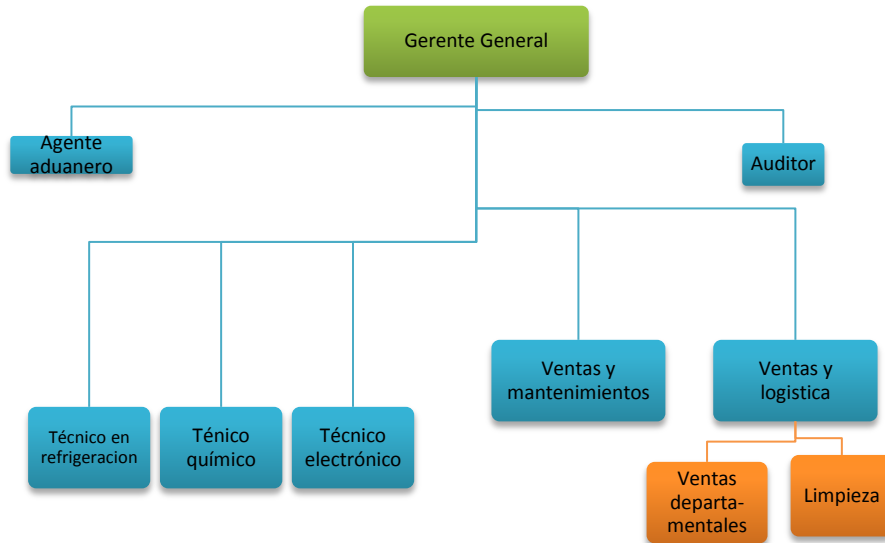 Gerente General
Agente
aduanero
Auditor
Ventas y
mantenimientos
Ventas y
logistica
Técnico en
refrigeracion
Ténico
químico
Técnico
electrónico
Ventas
departa-
mentales
Limpieza